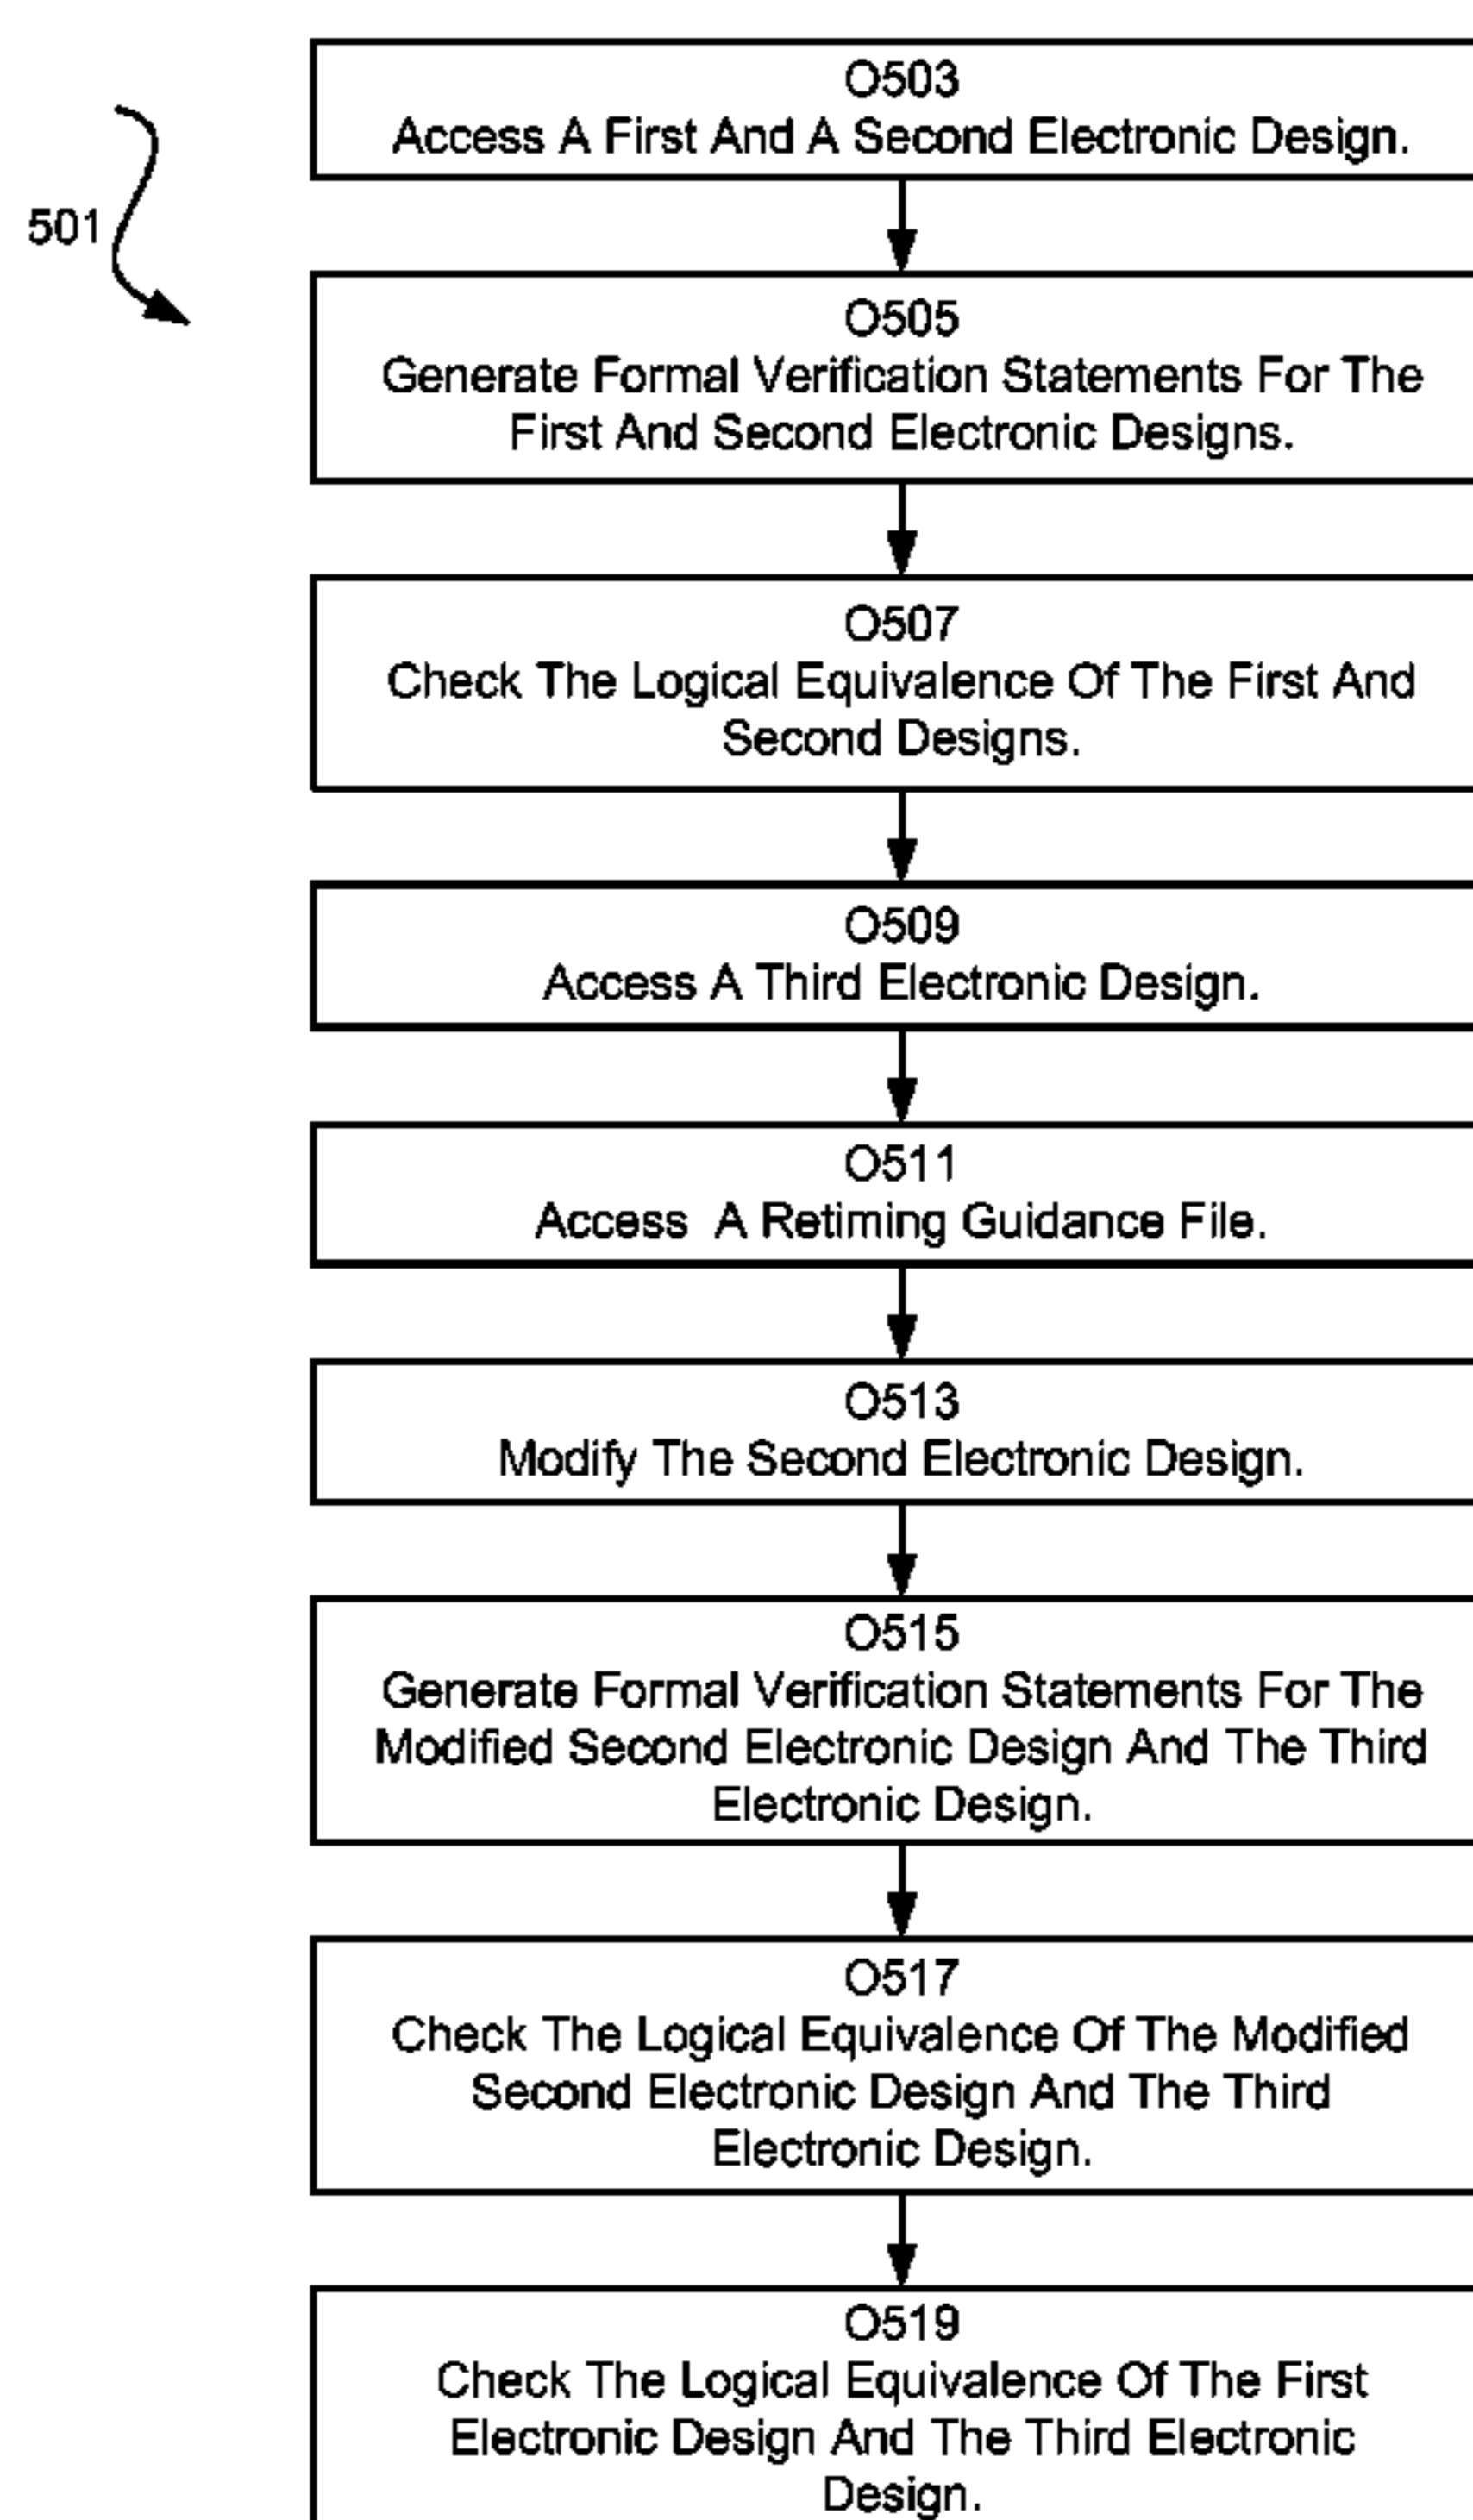 O503
Access A First And A Second Electronic Design.
501
O505
Generate Formal Verification Statements For The
First And Second Electronic Designs.
O507
Check The Logical Equivalence Of The First And
Second Designs.
O509
Access A Third Electronic Design.
O511
Access A Retiming Guidance File.
O513
Modify The Second Electronic Design.
O515
Generate Formal Verification Statements For The
Modified Second Electronic Design And The Third
Electronic Design.
O517
Check The Logical Equivalence Of The Modified
Second Electronic Design And The Third
Electronic Design.
O519
Check The Logical Equivalence Of The First
Electronic Design And The Third Electronic
Design.